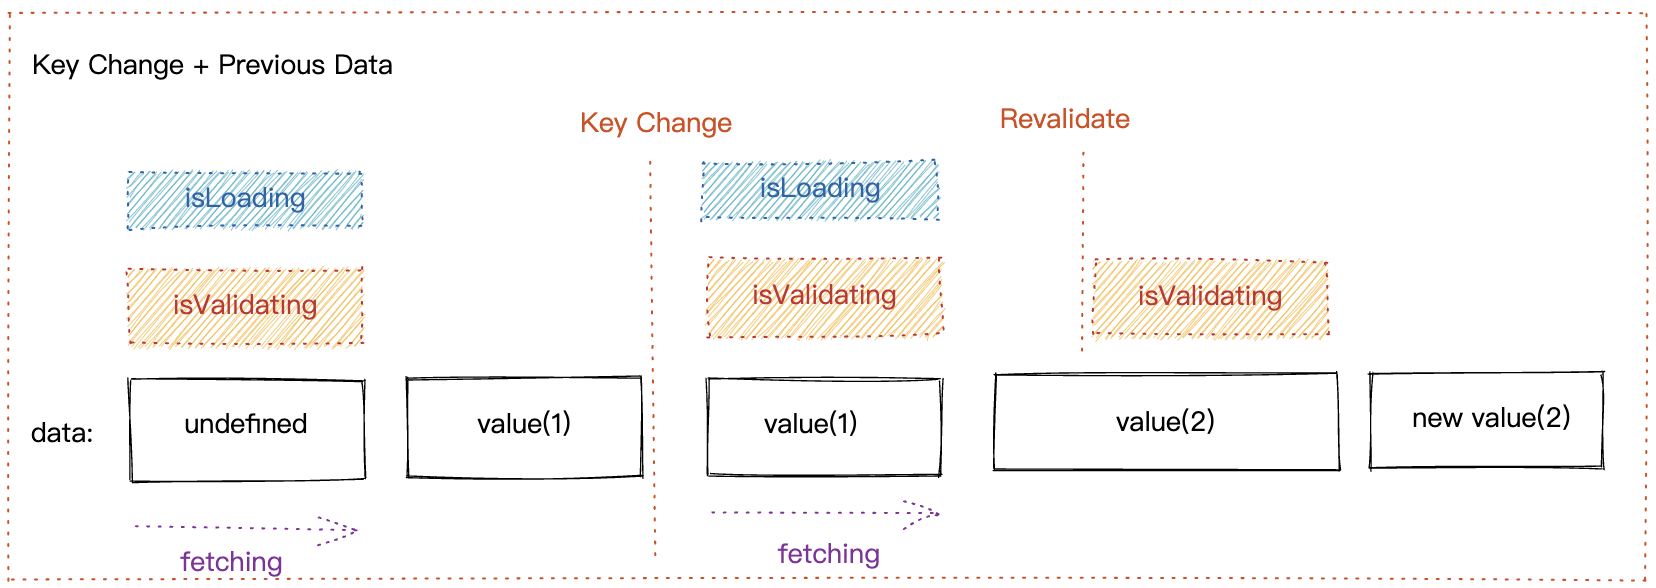 Key Change + Previous Data
Key Change
Revalidate
isLoading
isLoading
isValidating
isValidating
isValidating
data:
undefined
value(1)
value(1)
value(2)
new value(2)
fetching
fetching